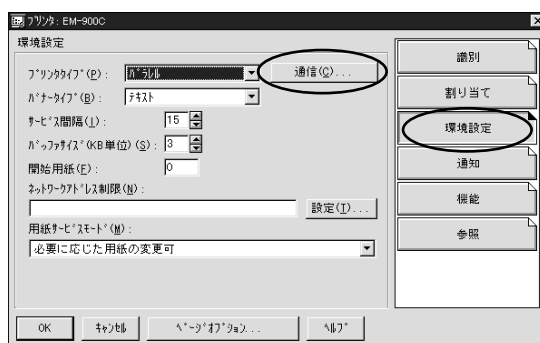 プリンタ: EM-900C
環境設定
プリンタタイプ(P): パラレル 通信(C)...
バナータイプ(B): テキスト
サービス間隔(I): 15
バッファサイズ(KB単位)(S): 3
開始用紙(F): 0
ネットワークアドレス制限(N):
設定(T)...
用紙サービスモード(M):
必要に応じた用紙の変更可
OK キャンセル ページオプション... ヘルプ
識別
割り当て
環境設定
通知
機能
参照